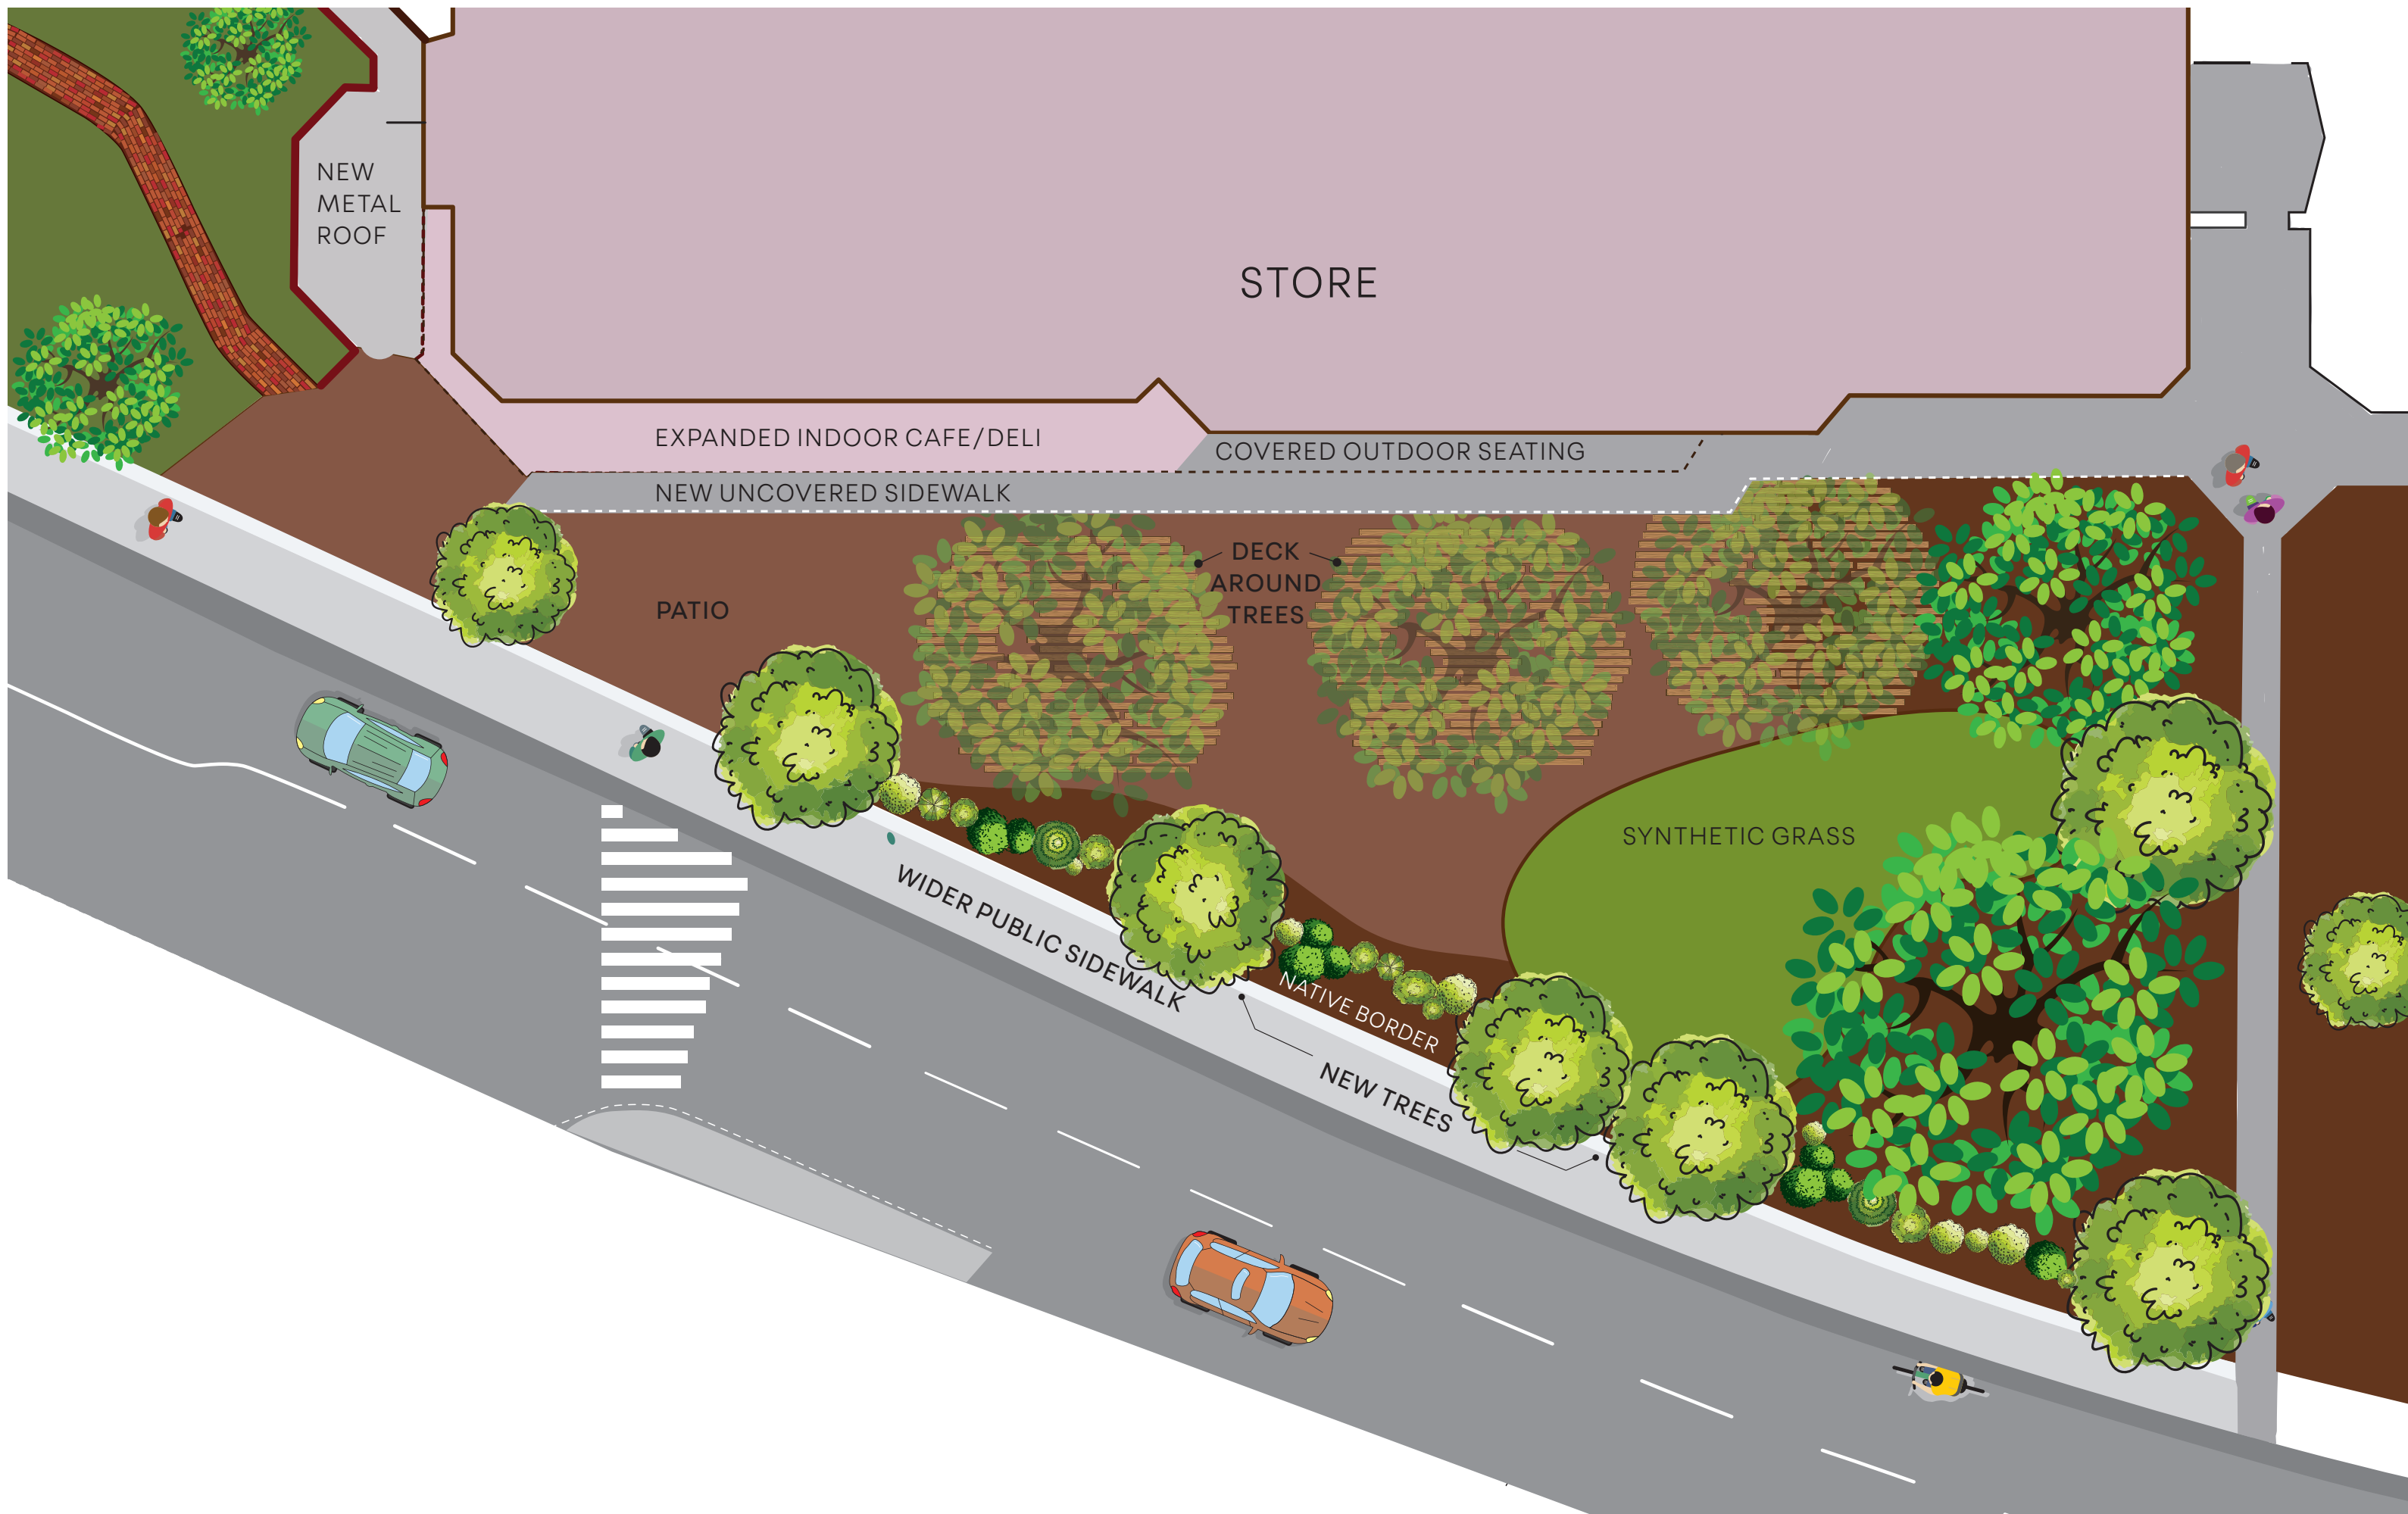 NEW
METAL
ROOF
STORE
EXPANDED INDOOR CAFE/DELI
COVERED OUTDOOR SEATING
NEW UNCOVERED SIDEWALK
DECK
AROUND
TREES
PATIO
SYNTHETIC GRASS
WIDER PUBLIC SIDEWALK
NATIVE BORDER
NEW TREES